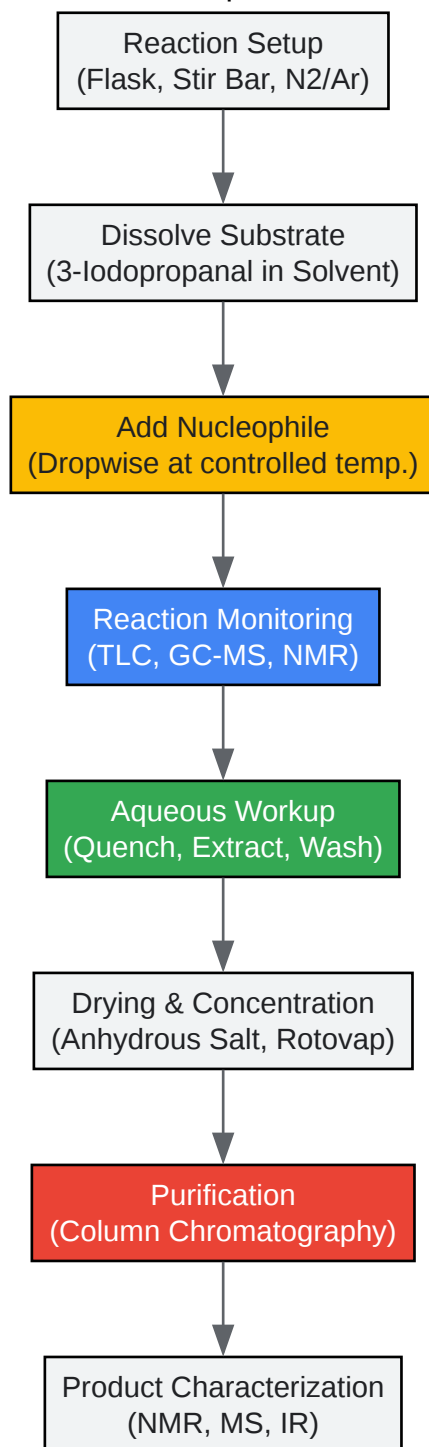 Reaction Setup
(Flask, Stir Bar, N2/Ar)
Dissolve Substrate
(3-Iodopropanal in Solvent)
Add Nucleophile
(Dropwise at controlled temp.)
Reaction Monitoring
(TLC, GC-MS, NMR)
Aqueous Workup
(Quench, Extract, Wash)
Drying & Concentration
(Anhydrous Salt, Rotovap)
Purification
(Column Chromatography)
Product Characterization
(NMR, MS, IR)